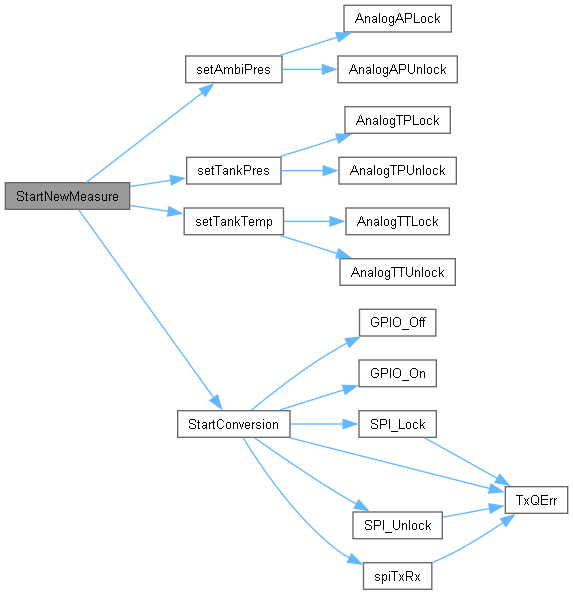 AnalogAPLock
setAmbiPres
AnalogAPUnlock
AnalogTPLock
setTankPres
AnalogTPUnlock
StartNewMeasure
setTankTemp
AnalogTTLock
AnalogTTUnlock
GPIO_Off
GPIO_On
StartConversion
SPI_Lock
TxQErr
SPI_Unlock
spiTxRx